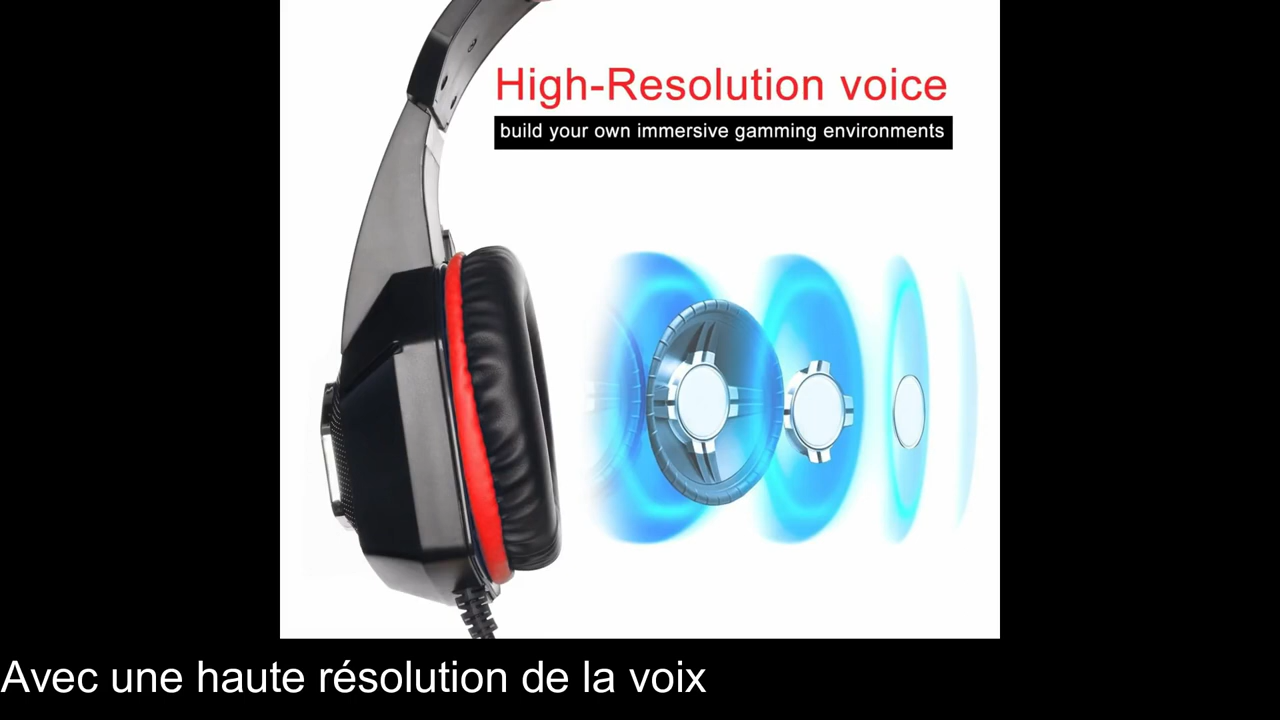 High-Resolution voice
build your own immersive gamming environments
Avec une haute résolution de la voix